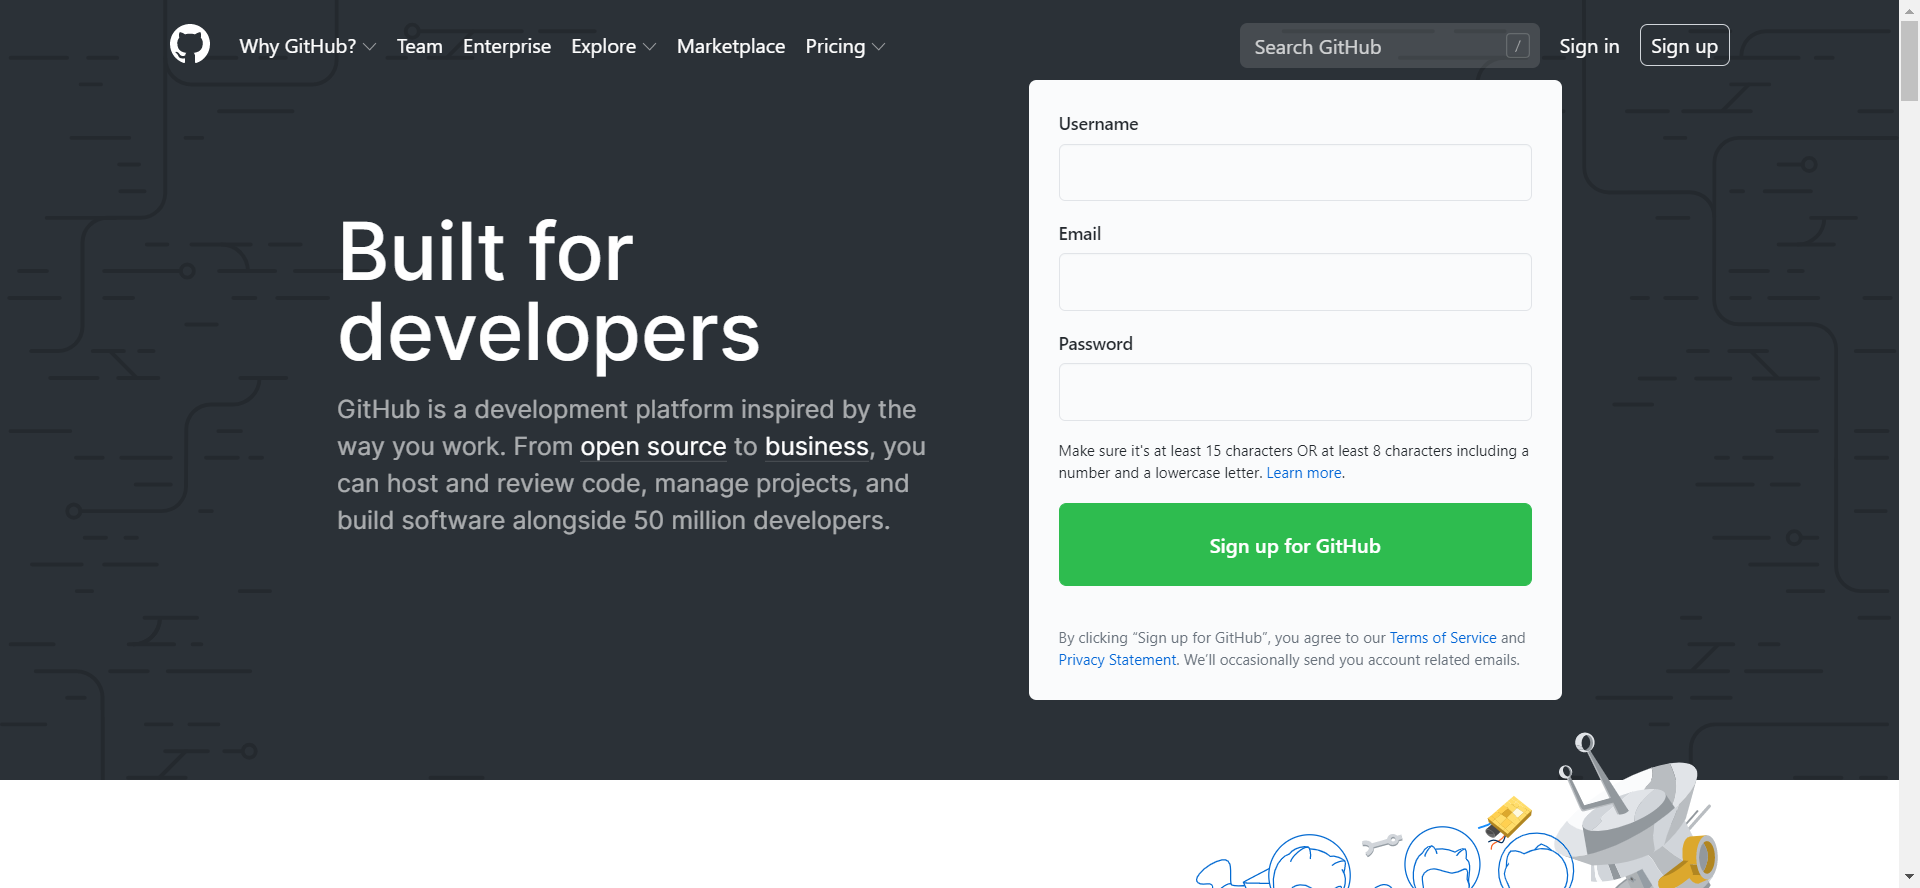 Why GitHub? Team Enterprise Explore Marketplace Pricing Search GitHub / Sign in Sign up
Built for
developers
GitHub is a development platform inspired by the
way you work. From open source to business, you
can host and review code, manage projects, and
build software alongside 50 million developers.
Username
Email
Password
Make sure it's at least 15 characters OR at least 8 characters including a
number and a lowercase letter. Learn more.
Sign up for GitHub
By clicking “Sign up for GitHub”, you agree to our Terms of Service and
Privacy Statement. We’ll occasionally send you account related emails.